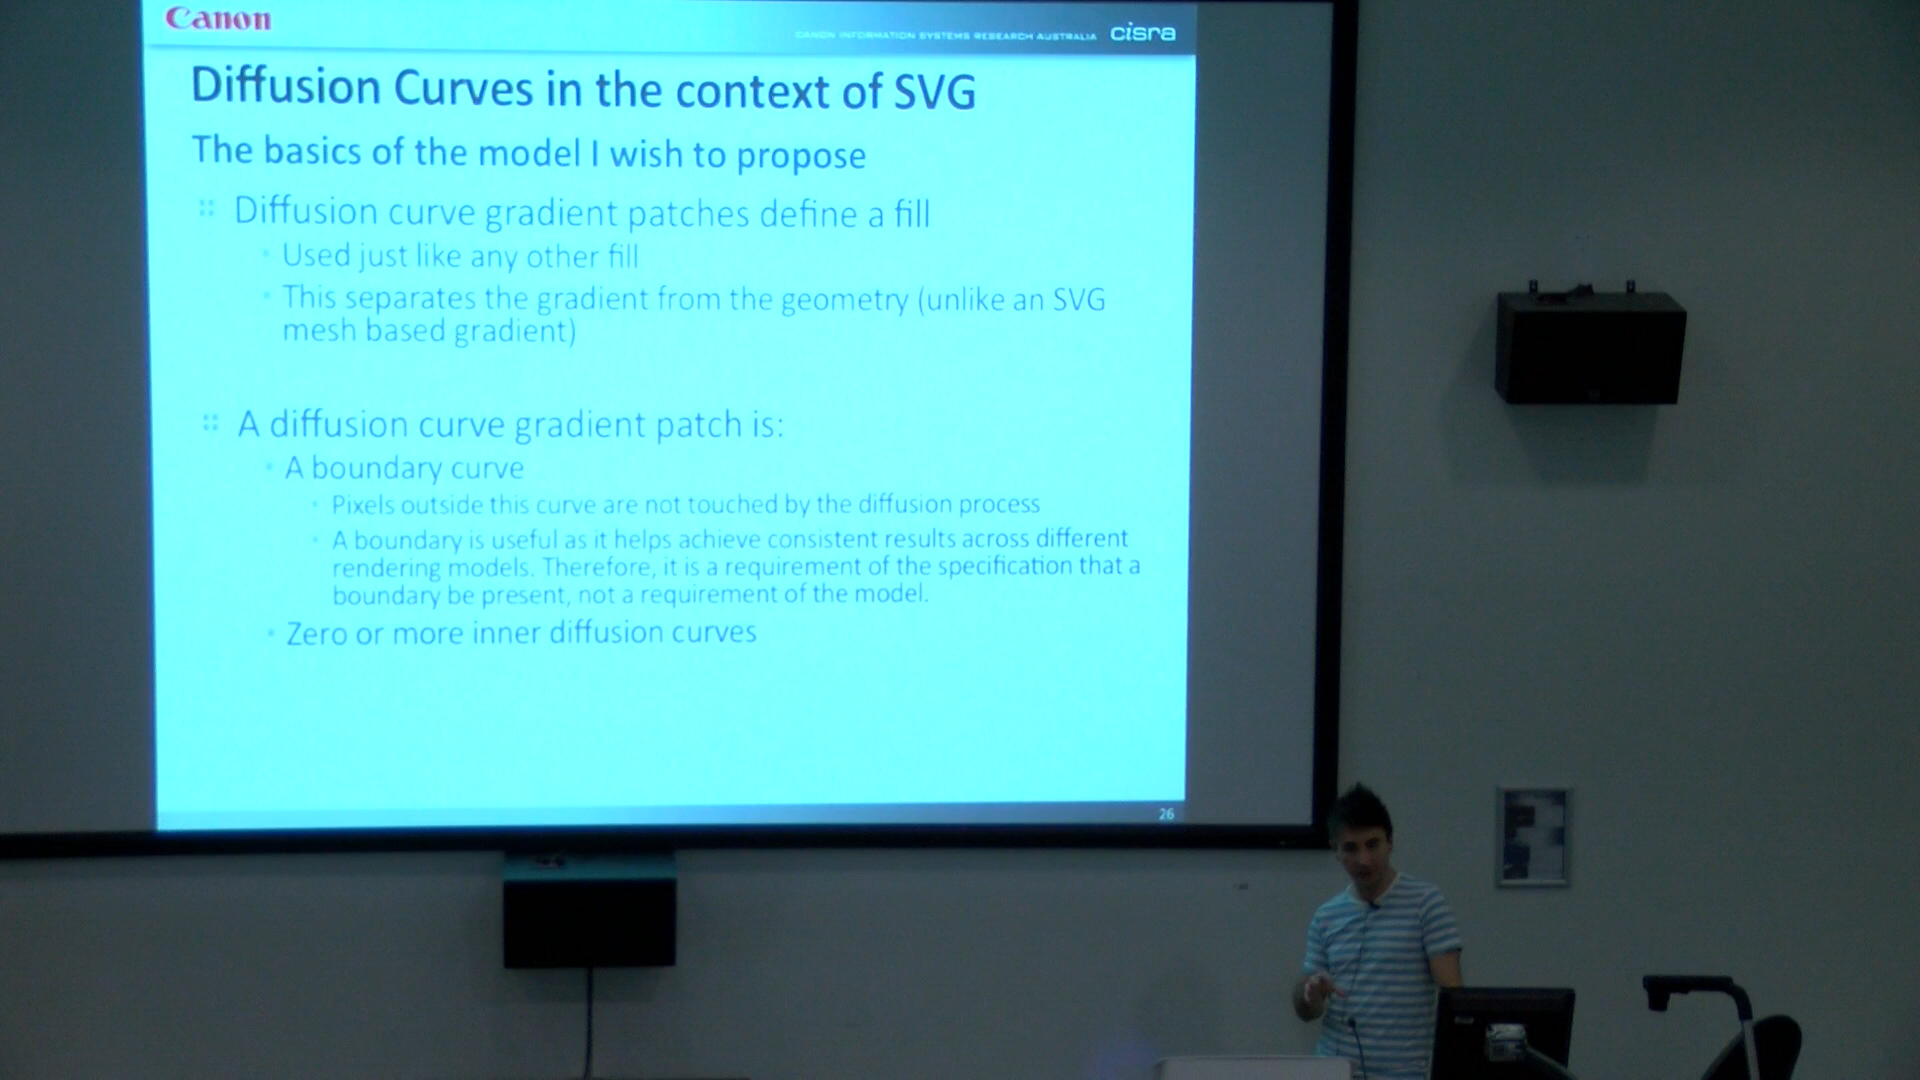 Canon
CANON INFORMATION SYSTEMS RESEARCH AUSTRALIA cisra
Diffusion Curves in the context of SVG
The basics of the model I wish to propose
Diffusion curve gradient patches define a fill
Used just like any other fill
This separates the gradient from the geometry (unlike an SVG
mesh based gradient)
A diffusion curve gradient patch is:
A boundary curve
Pixels outside this curve are not touched by the diffusion process
A boundary is useful as it helps achieve consistent results across different
rendering models. Therefore, it is a requirement of the specification that a
boundary be present, not a requirement of the model.
Zero or more inner diffusion curves
26